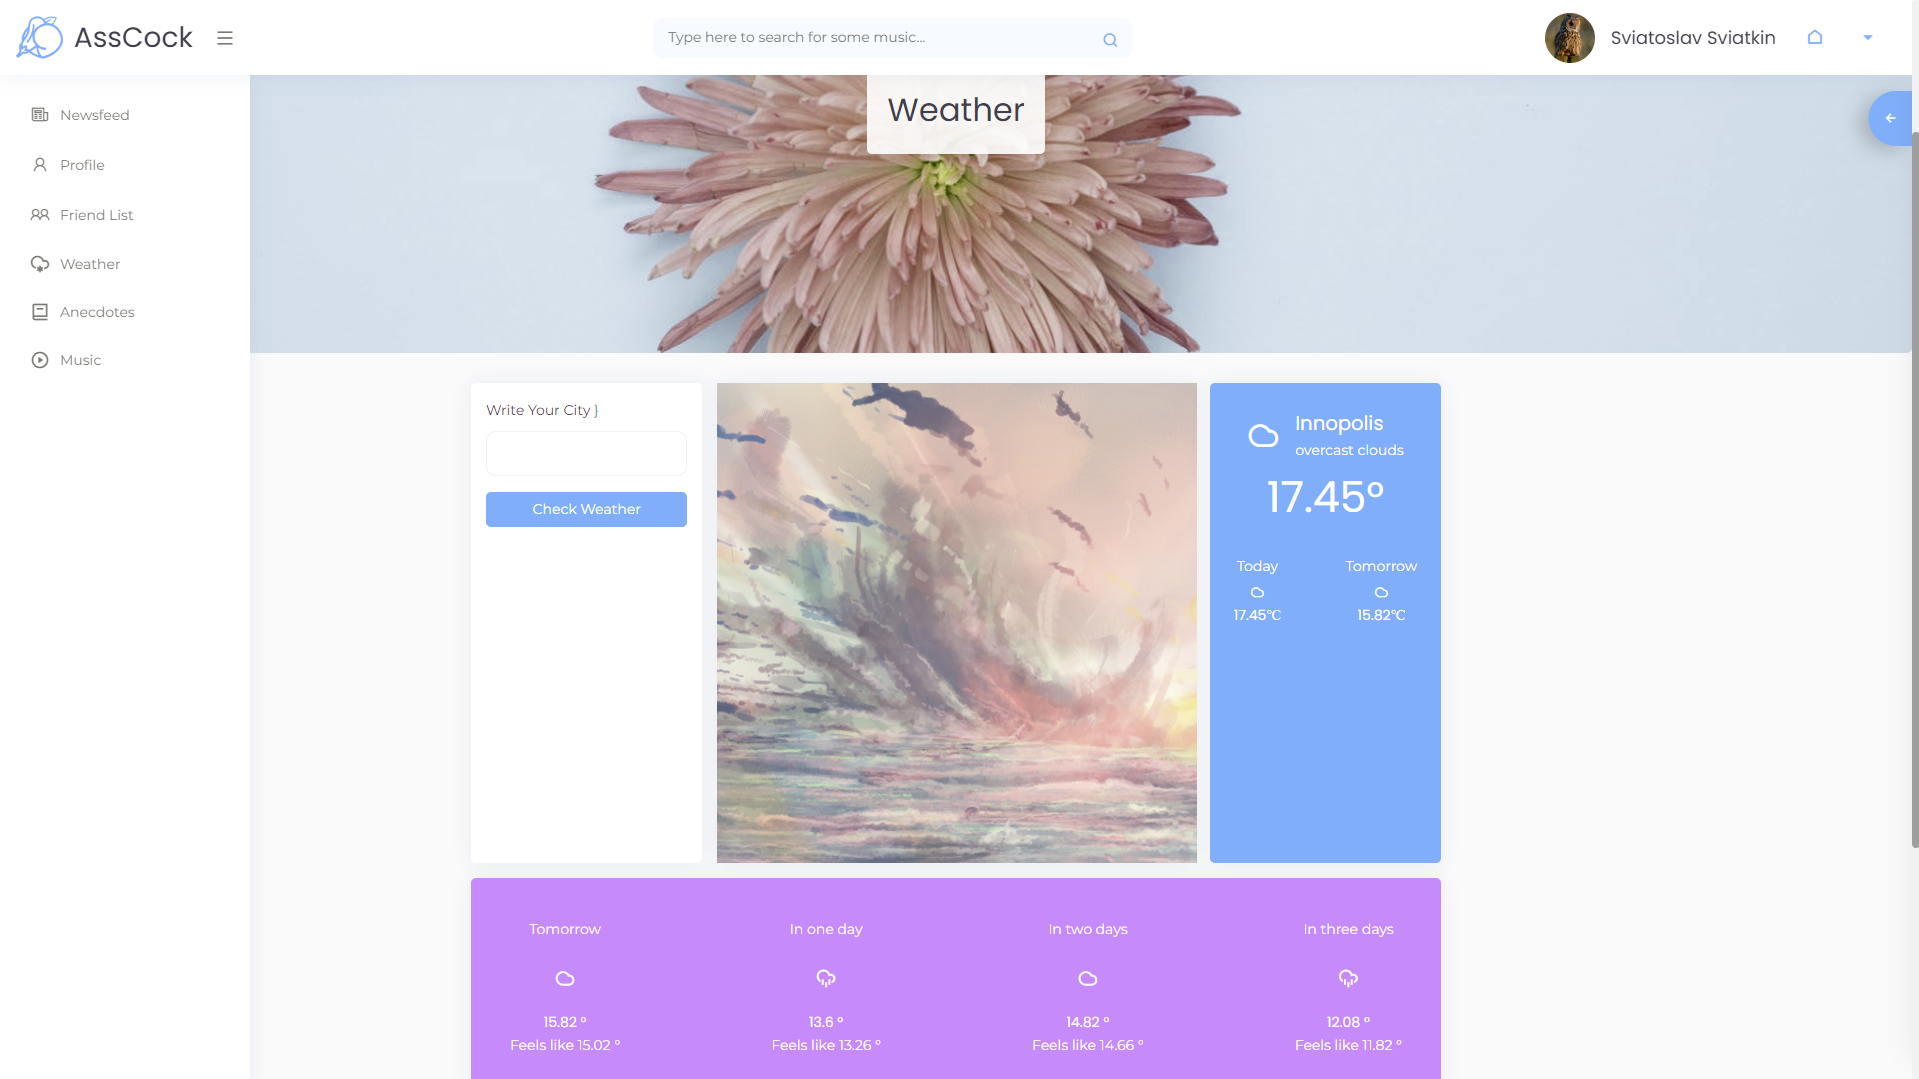 AssCock
Type here to search for some music...
Sviatoslav Sviatkin
Newsfeed
Profile
Friend List
Weather
Anecdotes
Music
Weather
Write Your City }
Check Weather
Innopolis
overcast clouds
17.45°
Today
Tomorrow
17.45℃
15.82℃
Tomorrow
In one day
In two days
In three days
15.82 °
13.6 °
14.82 °
12.08 °
Feels like 15.02 °
Feels like 13.26 °
Feels like 14.66 °
Feels like 11.82 °